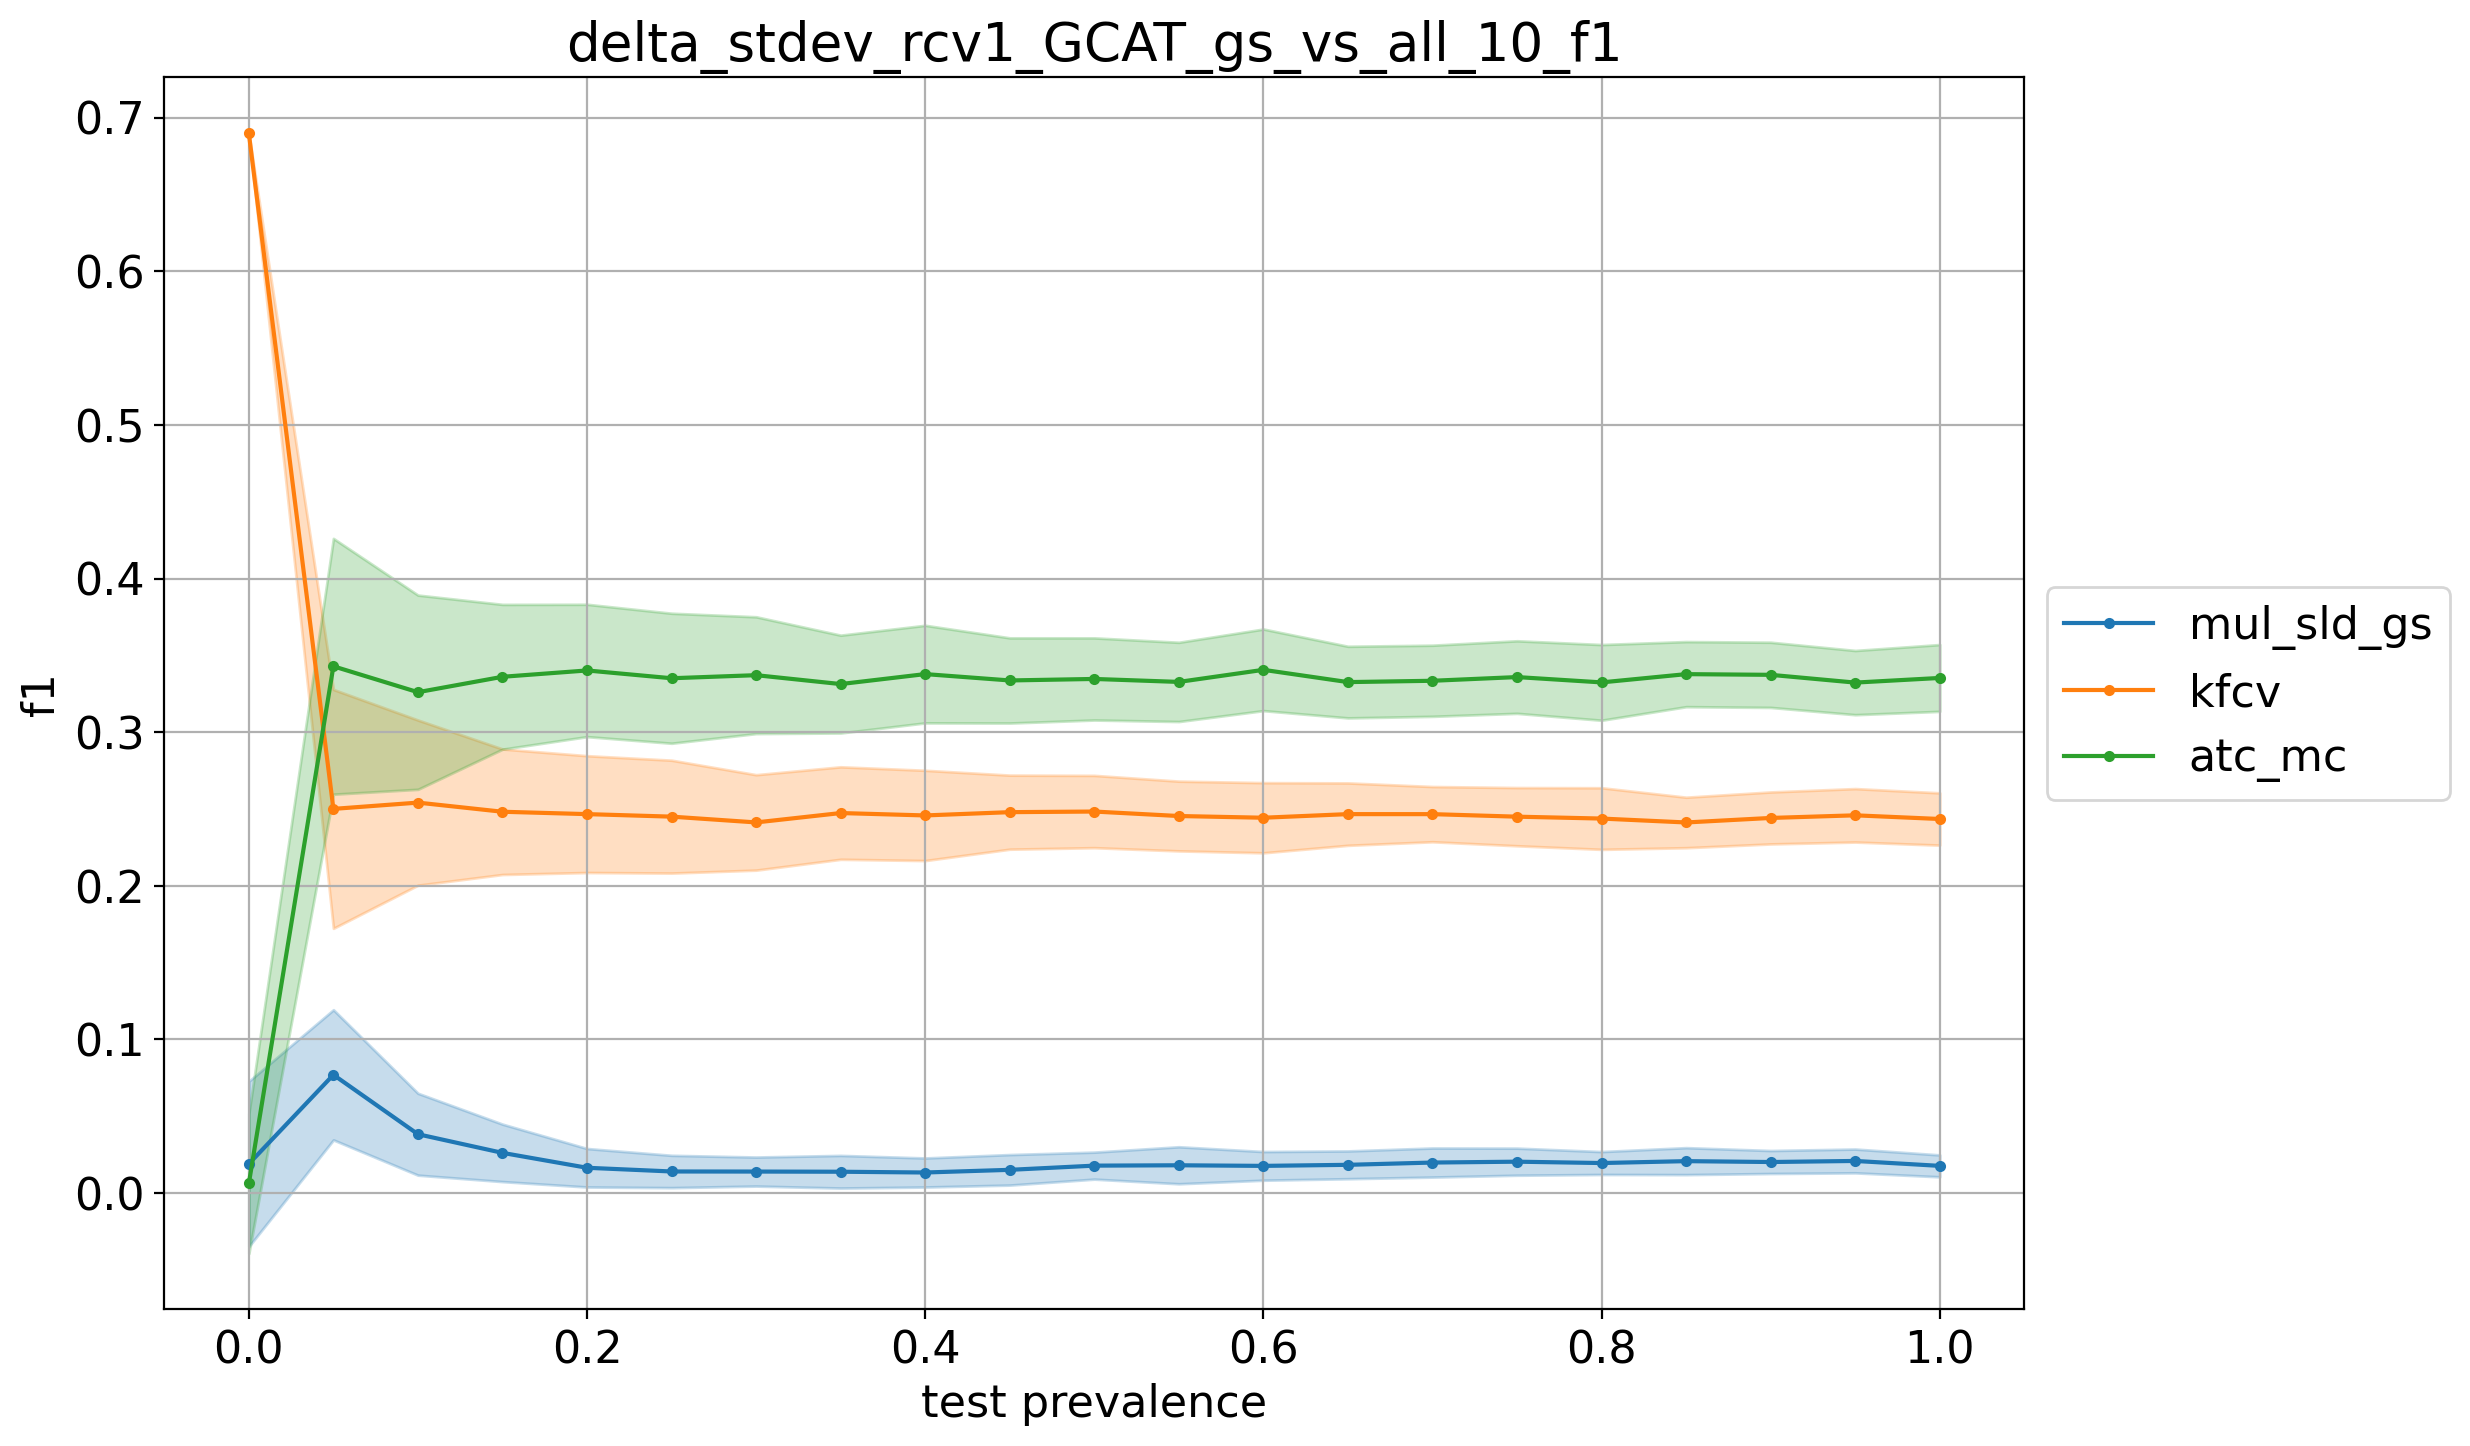 delta_stdev_rcv1_GCAT_gs_vs_all_10_f1
0.7
0.6
0.5
0.4
0.3
0.2
0.1
0.0
f1
0.0 0.2 0.4 0.6 0.8 1.0
test prevalence
mul_sld_gs
kfcv
atc_mc